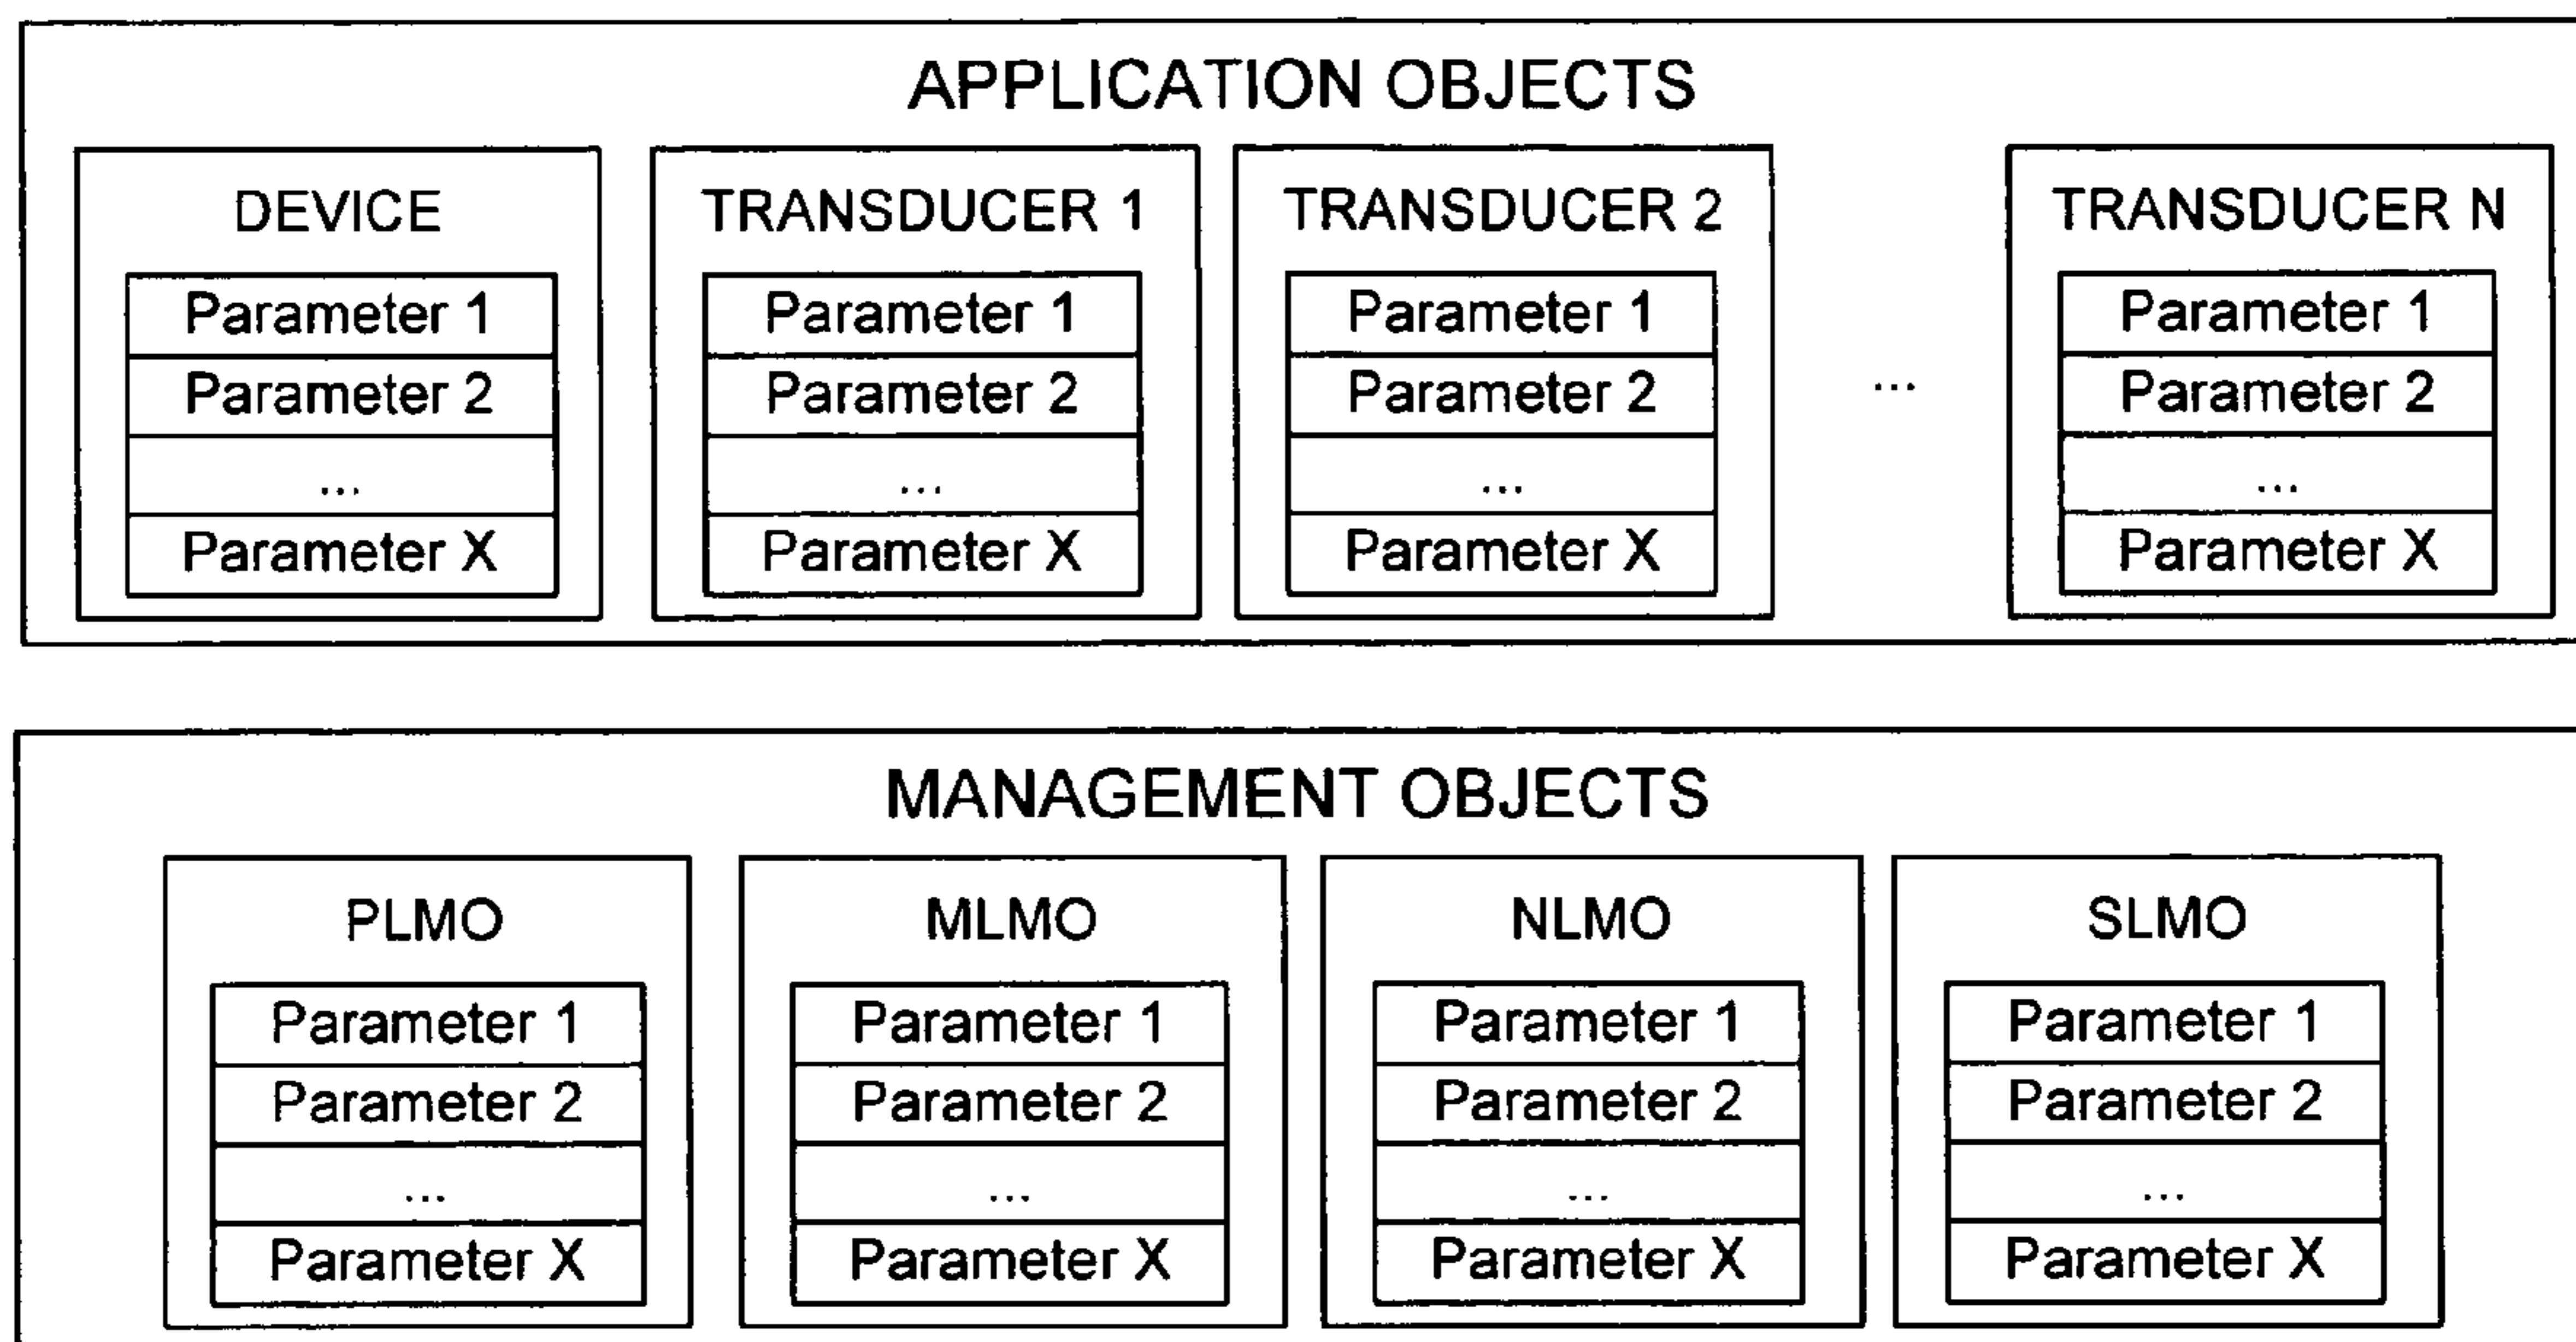 APPLICATION OBJECTS
DEVICE
Parameter 1
Parameter 2
...
Parameter X
TRANSDUCER 1
Parameter 1
Parameter 2
...
Parameter X
TRANSDUCER 2
Parameter 1
Parameter 2
...
Parameter X
...
TRANSDUCER N
Parameter 1
Parameter 2
...
Parameter X
MANAGEMENT OBJECTS
PLMO
Parameter 1
Parameter 2
...
Parameter X
MLMO
Parameter 1
Parameter 2
...
Parameter X
NLMO
Parameter 1
Parameter 2
...
Parameter X
SLMO
Parameter 1
Parameter 2
...
Parameter X